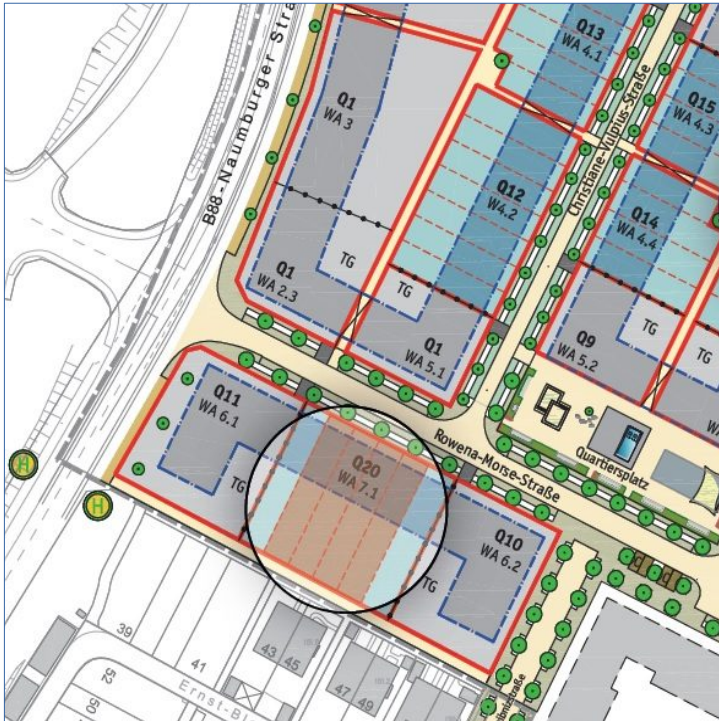 B88 - Naumburger Stra
Q13
WA 4.1
Q15
WA 4.3
Q1
WA 3
Christiane-Vulpius-Straße
Q12
W4.2
Q14
WA 4.4
TG
Q1
WA 2.3
TG
Q1
WA 5.1
TG
TG
Q9
WA 5.2
Q11
WA 6.1
Q20
WA 7.1
Rowena-Morse-Straße
Quartiersplatz
TG
Q10
WA 6.2
TG
H
H
39
41
43
45
47
49
52
50
Ernst-Bl